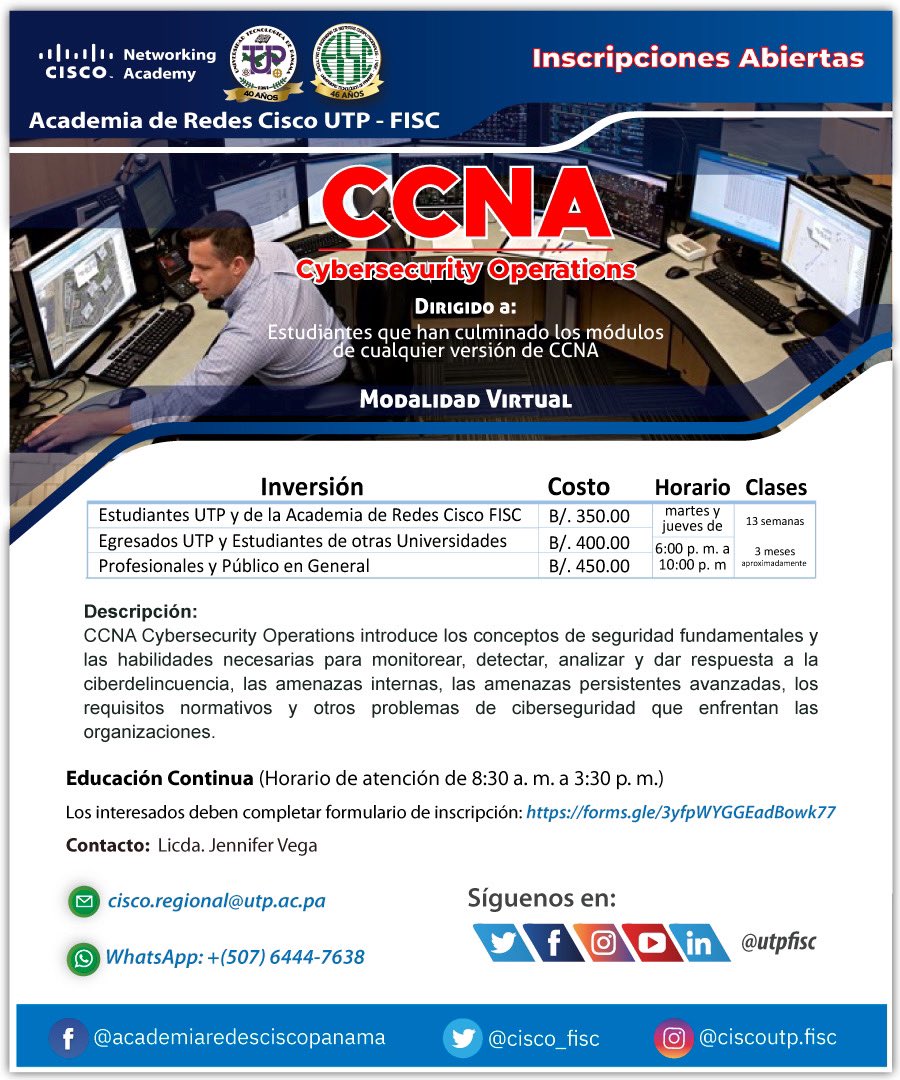 CISCO. Networking Academy
40 AÑOS
46 AÑOS
Inscripciones Abiertas
Academia de Redes Cisco UTP - FISC
CCNA
Cybersecurity Operations
Dirigido a:
Estudiantes que han culminado los módulos
de cualquier versión de CCNA
Modalidad Virtual
Inversión Costo Horario Clases
Estudiantes UTP y de la Academia de Redes Cisco FISC B/. 350.00 martes y jueves de 13 semanas
Egresados UTP y Estudiantes de otras Universidades B/. 400.00 6:00 p. m. a 3 meses
Profesionales y Público en General B/. 450.00 10:00 p. m aproximadamente
Descripción:
CCNA Cybersecurity Operations introduce los conceptos de seguridad fundamentales y
las habilidades necesarias para monitorear, detectar, analizar y dar respuesta a la
ciberdelincuencia, las amenazas internas, las amenazas persistentes avanzadas, los
requisitos normativos y otros problemas de ciberseguridad que enfrentan las
organizaciones.
Educación Continua (Horario de atención de 8:30 a. m. a 3:30 p. m.)
Los interesados deben completar formulario de inscripción: https://forms.gle/3yfpWYGGEadBowk77
Contacto: Licda. Jennifer Vega
cisco.regional@utp.ac.pa
WhatsApp: +(507) 6444-7638
Síguenos en:
@utpfisc
@academiaredesciscopanama
@cisco_fisc
@ciscoutp.fisc